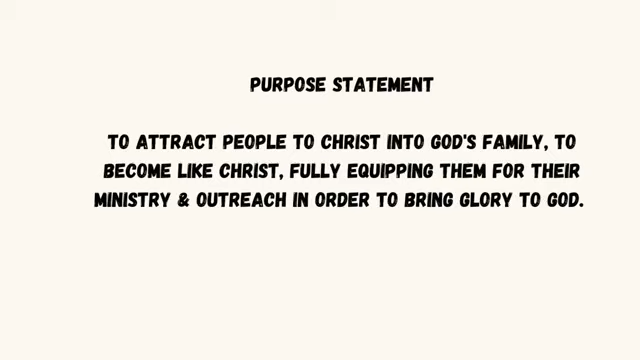 PURPOSE STATEMENT
TO ATTRACT PEOPLE TO CHRIST INTO GOD'S FAMILY, TO
BECOME LIKE CHRIST, FULLY EQUIPPING THEM FOR THEIR
MINISTRY & OUTREACH IN ORDER TO BRING GLORY TO GOD.